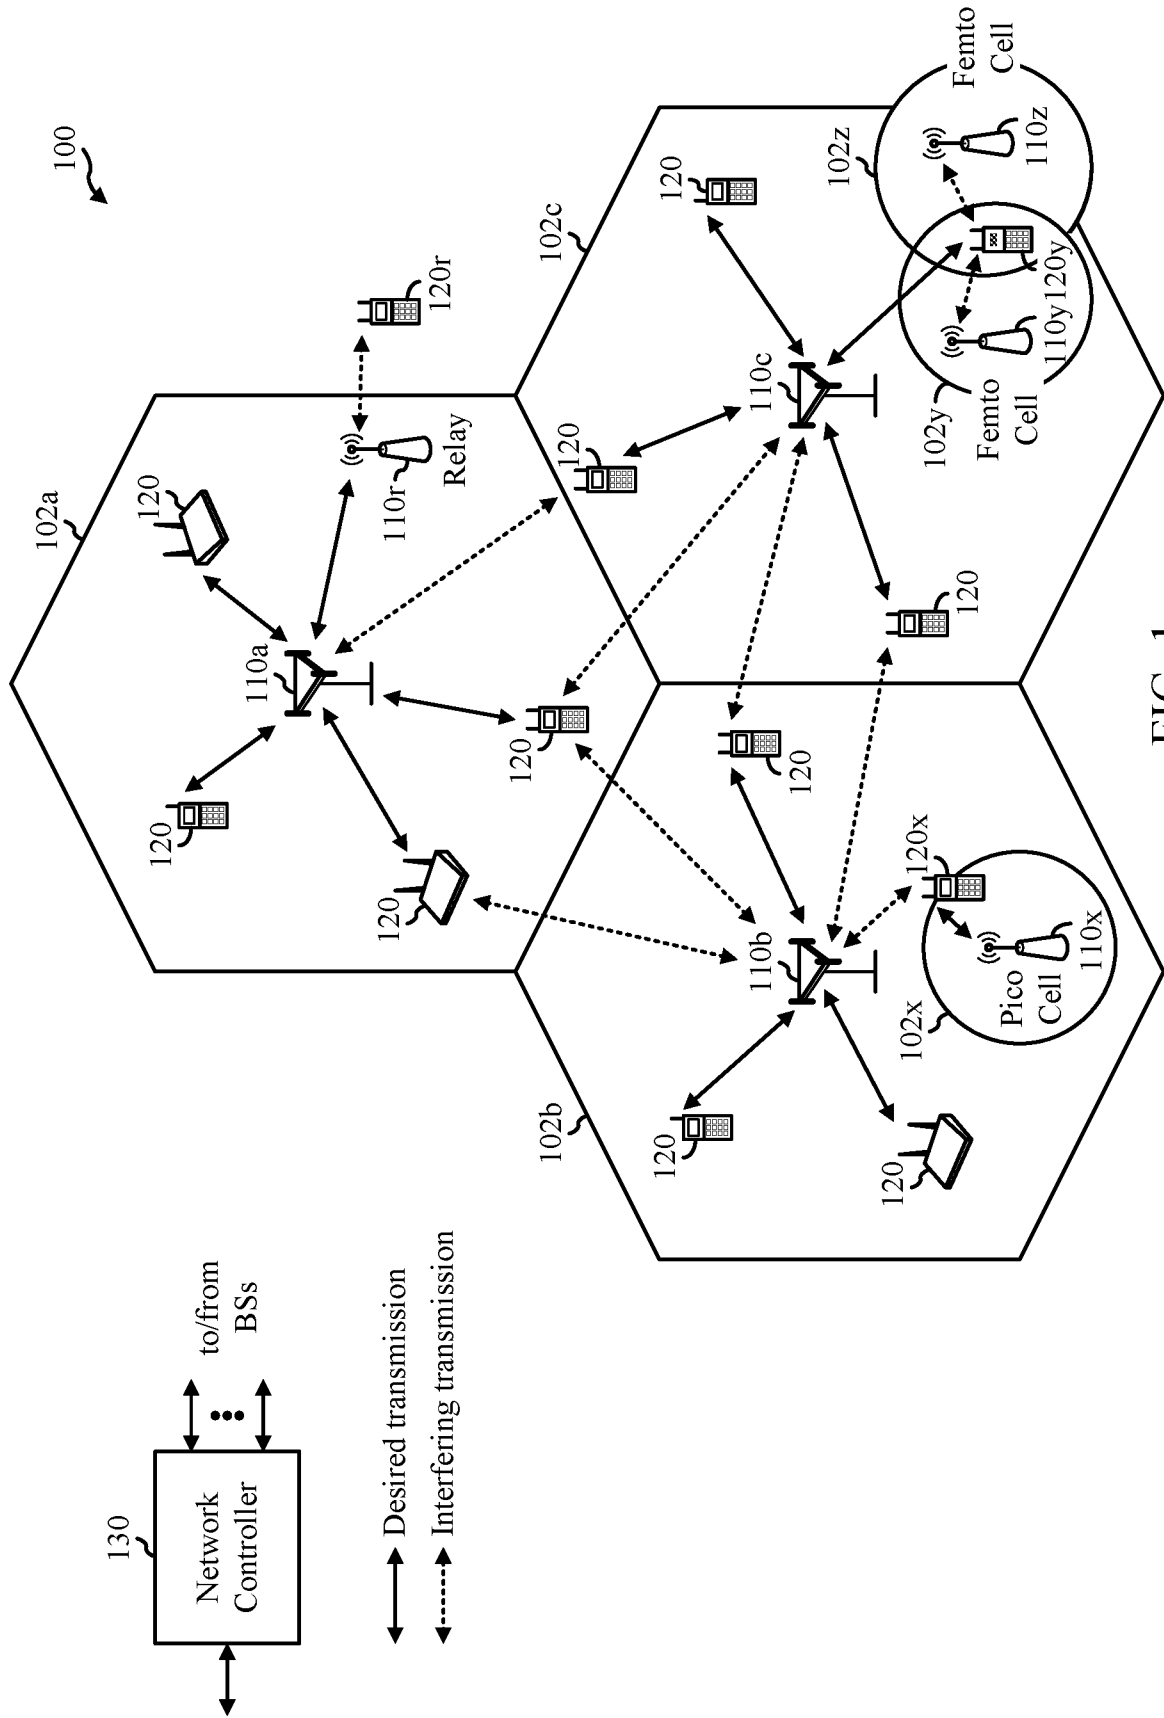 100
102a
130
120
120
Network
Controller
to/from
BSs
110a
Desired transmission
Interfering transmission
120
110r
Relay
120r
120
102b
102c
120
120
120
110b
110c
120
102z
120
102x
120x
102y
120
Femto
Cell
Femto
Cell
Pico
Cell
110z
110y
120y
110x
FIG. 1